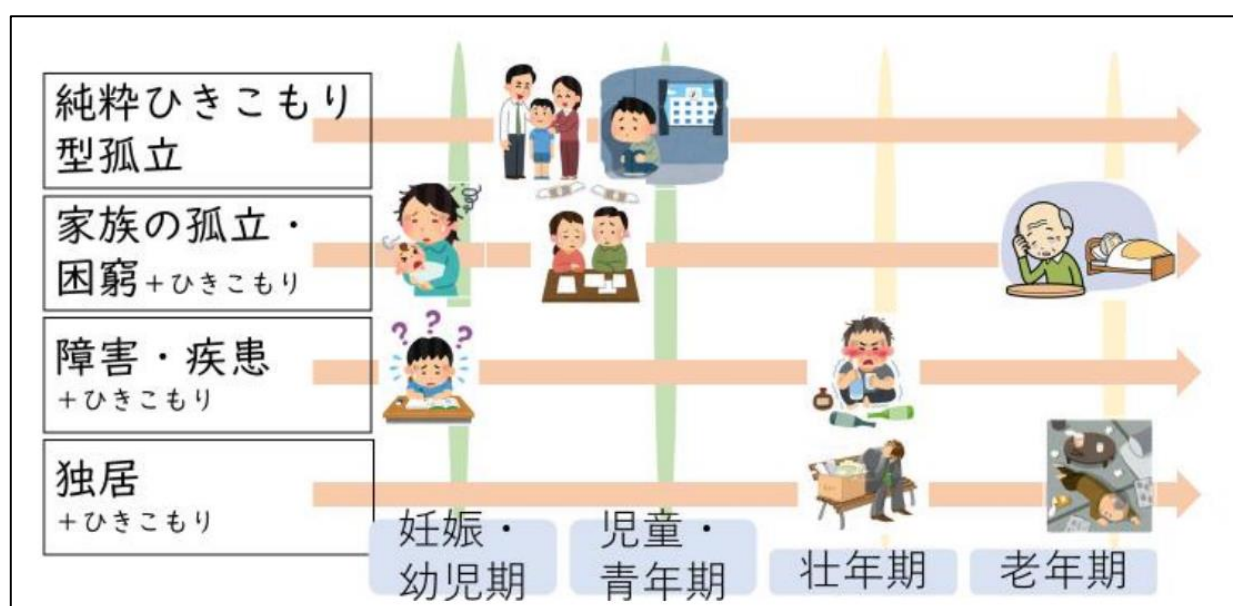 純粋ひきこもり
型孤立
家族の孤立・
困窮+ひきこもり
障害・疾患
+ひきこもり
独居
+ひきこもり
妊娠・
幼児期
児童・
青年期
壮年期
老年期